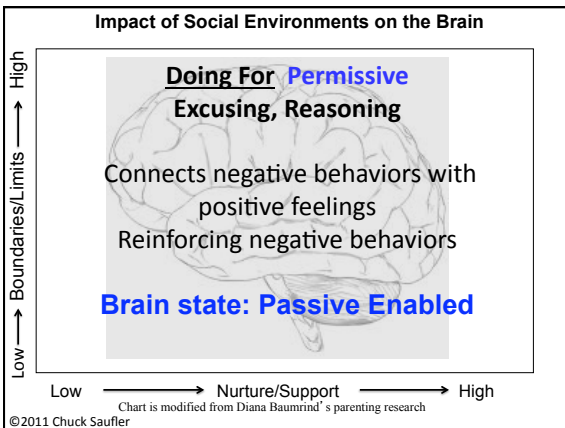 Impact of Social Environments on the Brain
Low ⟶ Boundaries/Limits ⟶ High
Doing For Permissive
Excusing, Reasoning
Connects negative behaviors with
positive feelings
Reinforcing negative behaviors
Brain state: Passive Enabled
Low ⟶ Nurture/Support ⟶ High
Chart is modified from Diana Baumrind's parenting research
©2011 Chuck Saufler